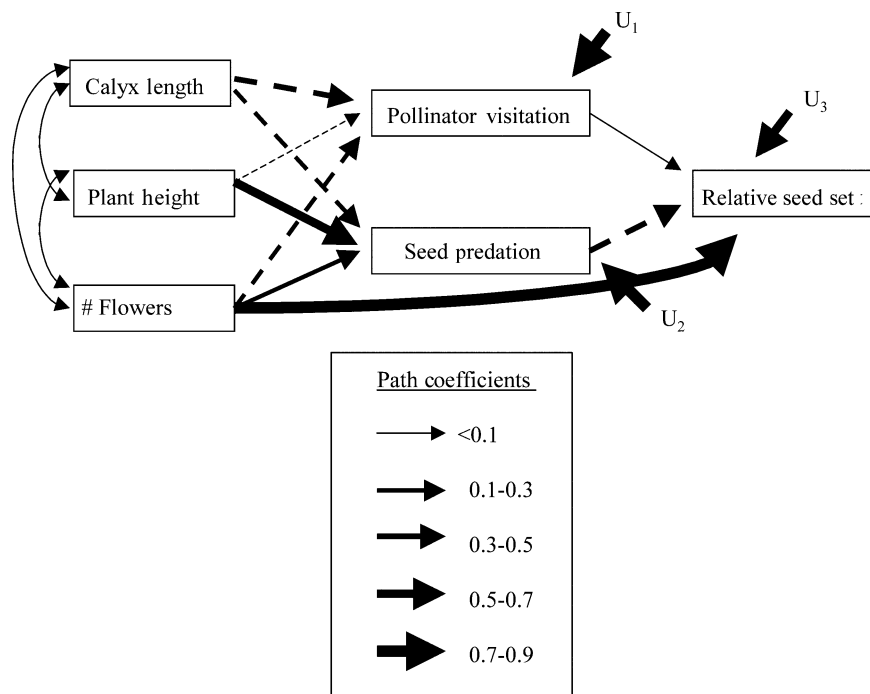 U₁
Calyx length
Pollinator visitation
U₃
Plant height
Relative seed set :
Seed predation
# Flowers
U₂
Path coefficients
<0.1
0.1-0.3
0.3-0.5
0.5-0.7
0.7-0.9